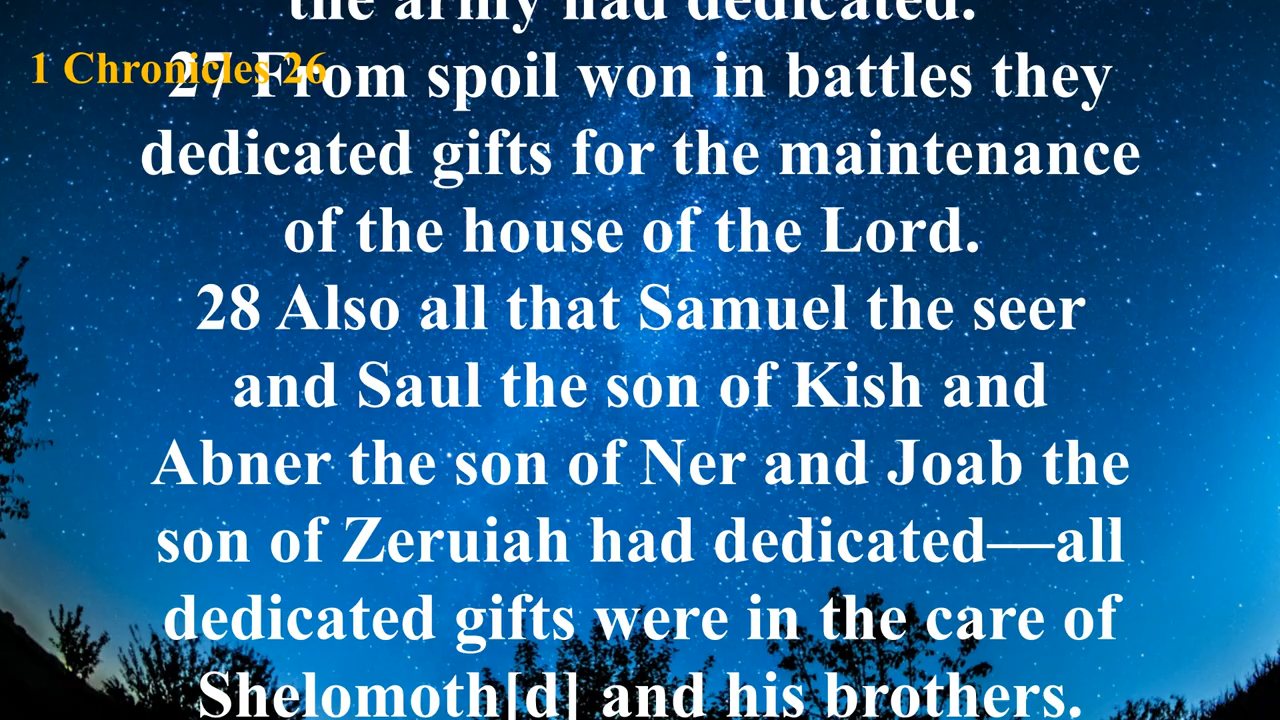 the army had dedicated.
1 Chronicles 26
27 From spoil won in battles they
dedicated gifts for the maintenance
of the house of the Lord.
28 Also all that Samuel the seer
and Saul the son of Kish and
Abner the son of Ner and Joab the
son of Zeruiah had dedicated—all
dedicated gifts were in the care of
Shelomoth[d] and his brothers.